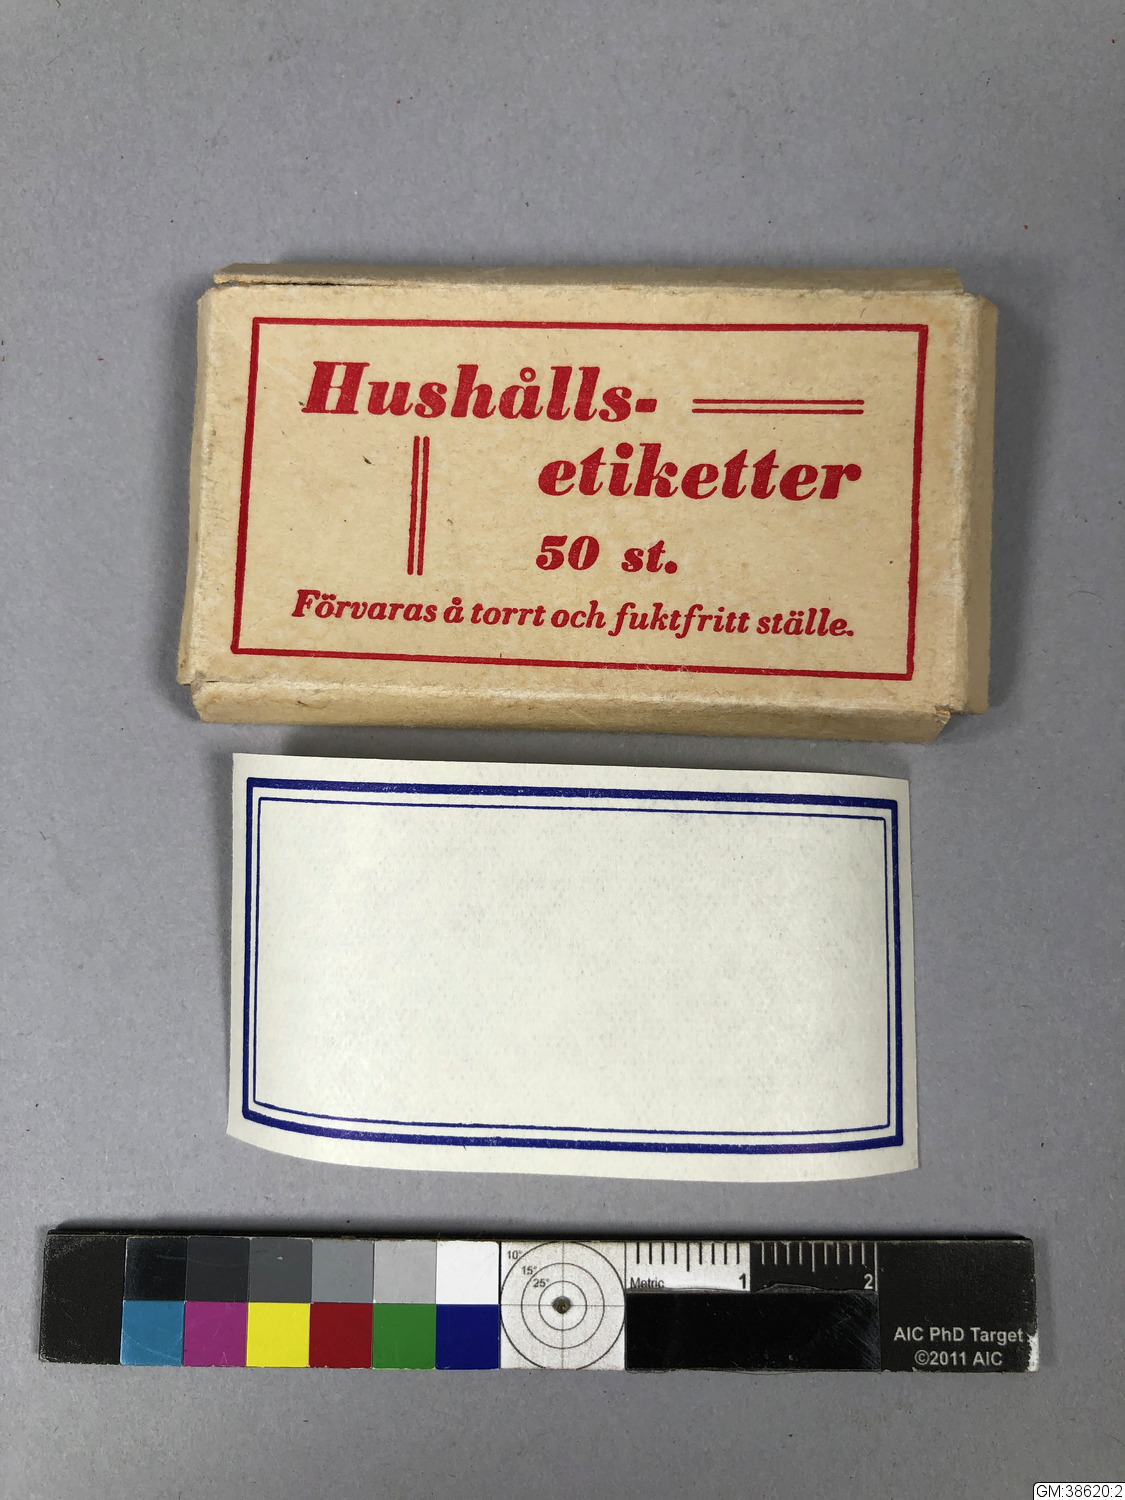 Hushålls-
etiketter
50 st.
Förvaras å torrt och fuktfritt ställe.
10°
15°
25°
Metric
1
2
AIC PhD Target
©2011 AIC
GM:38620:2